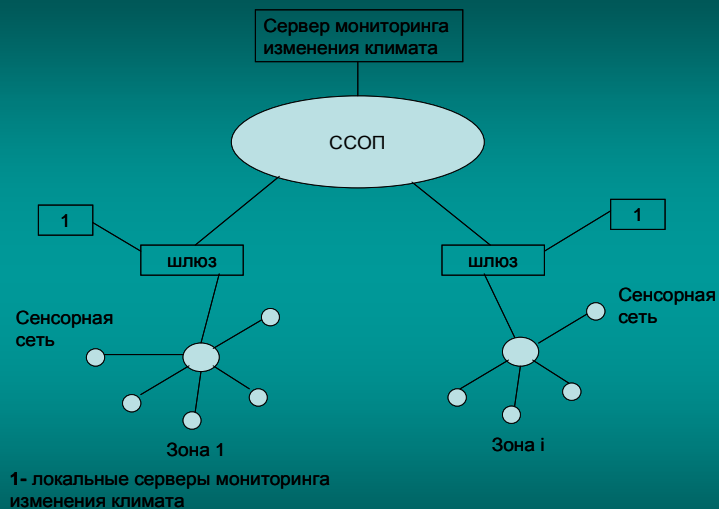 Сервер мониторинга
изменения климата
ССОП
1
1
шлюз
шлюз
Сенсорная
сеть
Сенсорная
сеть
Зона 1
Зона i
1- локальные серверы мониторинга
изменения климата